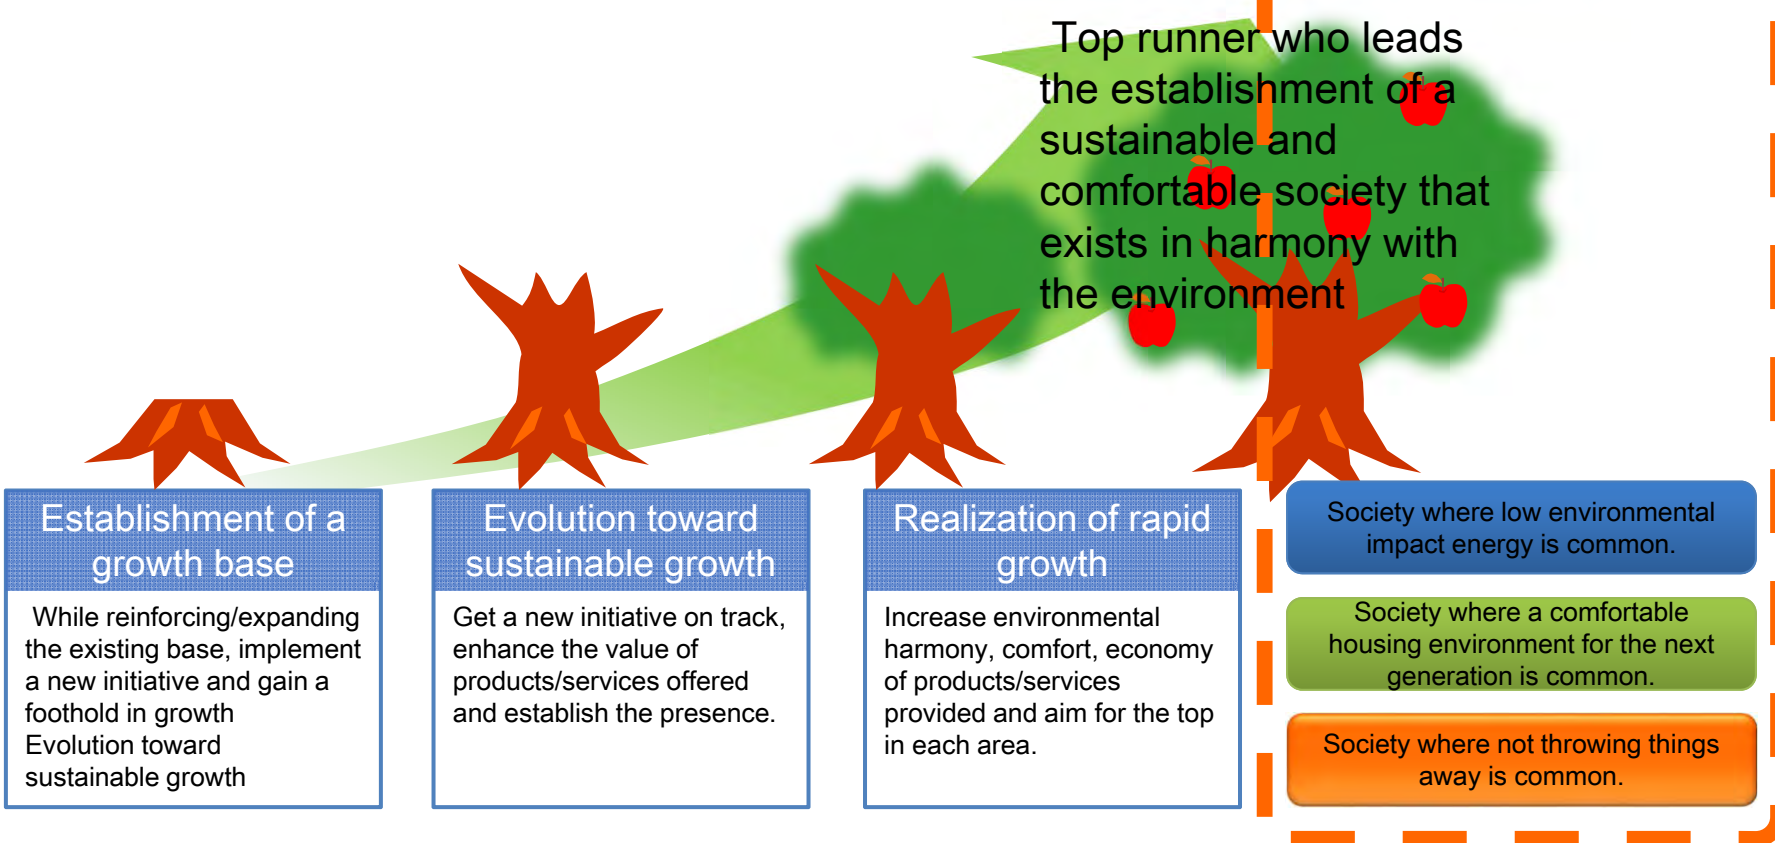 Top runner who leads
the establishment of a
sustainable and
comfortable society that
exists in harmony with
the environment
Establishment of a
growth base
While reinforcing/expanding
the existing base, implement
a new initiative and gain a
foothold in growth
Evolution toward
sustainable growth
Evolution toward
sustainable growth
Get a new initiative on track,
enhance the value of
products/services offered
and establish the presence.
Realization of rapid
growth
Increase environmental
harmony, comfort, economy
of products/services
provided and aim for the top
in each area.
Society where low environmental
impact energy is common.
Society where a comfortable
housing environment for the next
generation is common.
Society where not throwing things
away is common.